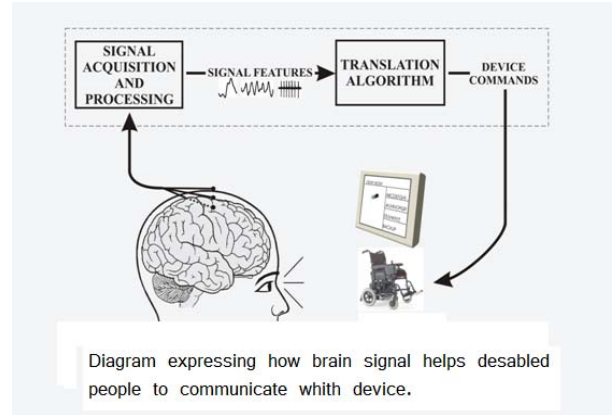 SIGNAL
ACQUISITION
AND
PROCESSING
SIGNAL FEATURES
TRANSLATION
ALGORITHM
DEVICE
COMMANDS
Diagram expressing how brain signal helps desabled
people to communicate whith device.